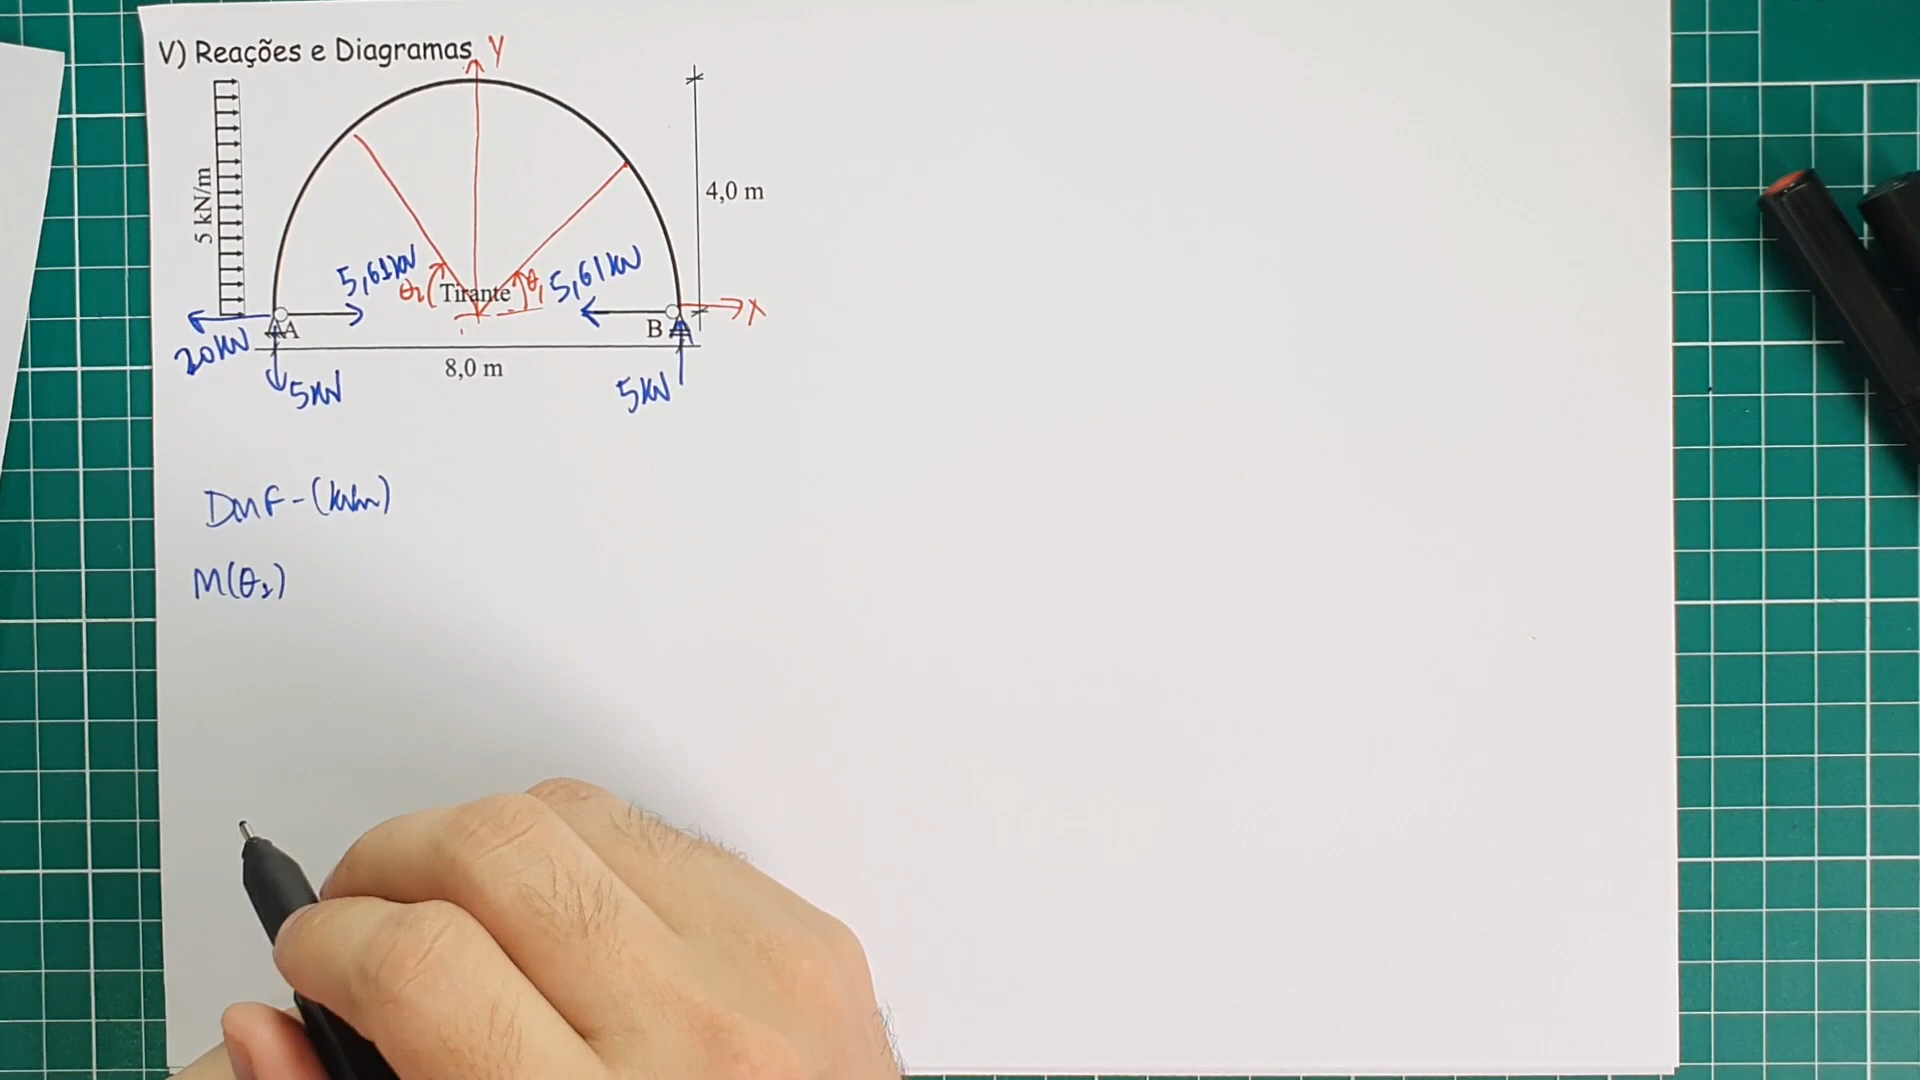 V) Reações e Diagramas Y
5 kN/m
4,0 m
5,61kN
θ₂
Tirante
θ₁
5,61kN
X
20kN
A
B
8,0 m
5kN
5kN
DMF-(kNm)
M(θ₁)